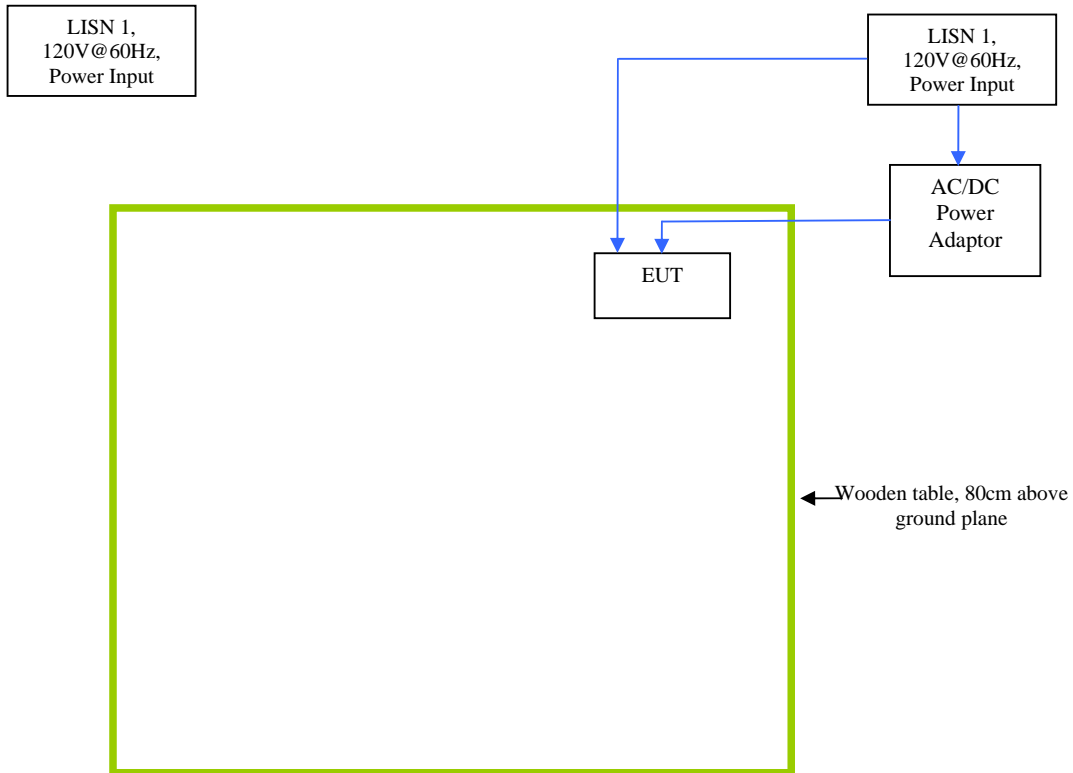 LISN 1,
120V@60Hz,
Power Input
LISN 1,
120V@60Hz,
Power Input
AC/DC
Power
Adaptor
EUT
Wooden table, 80cm above
ground plane